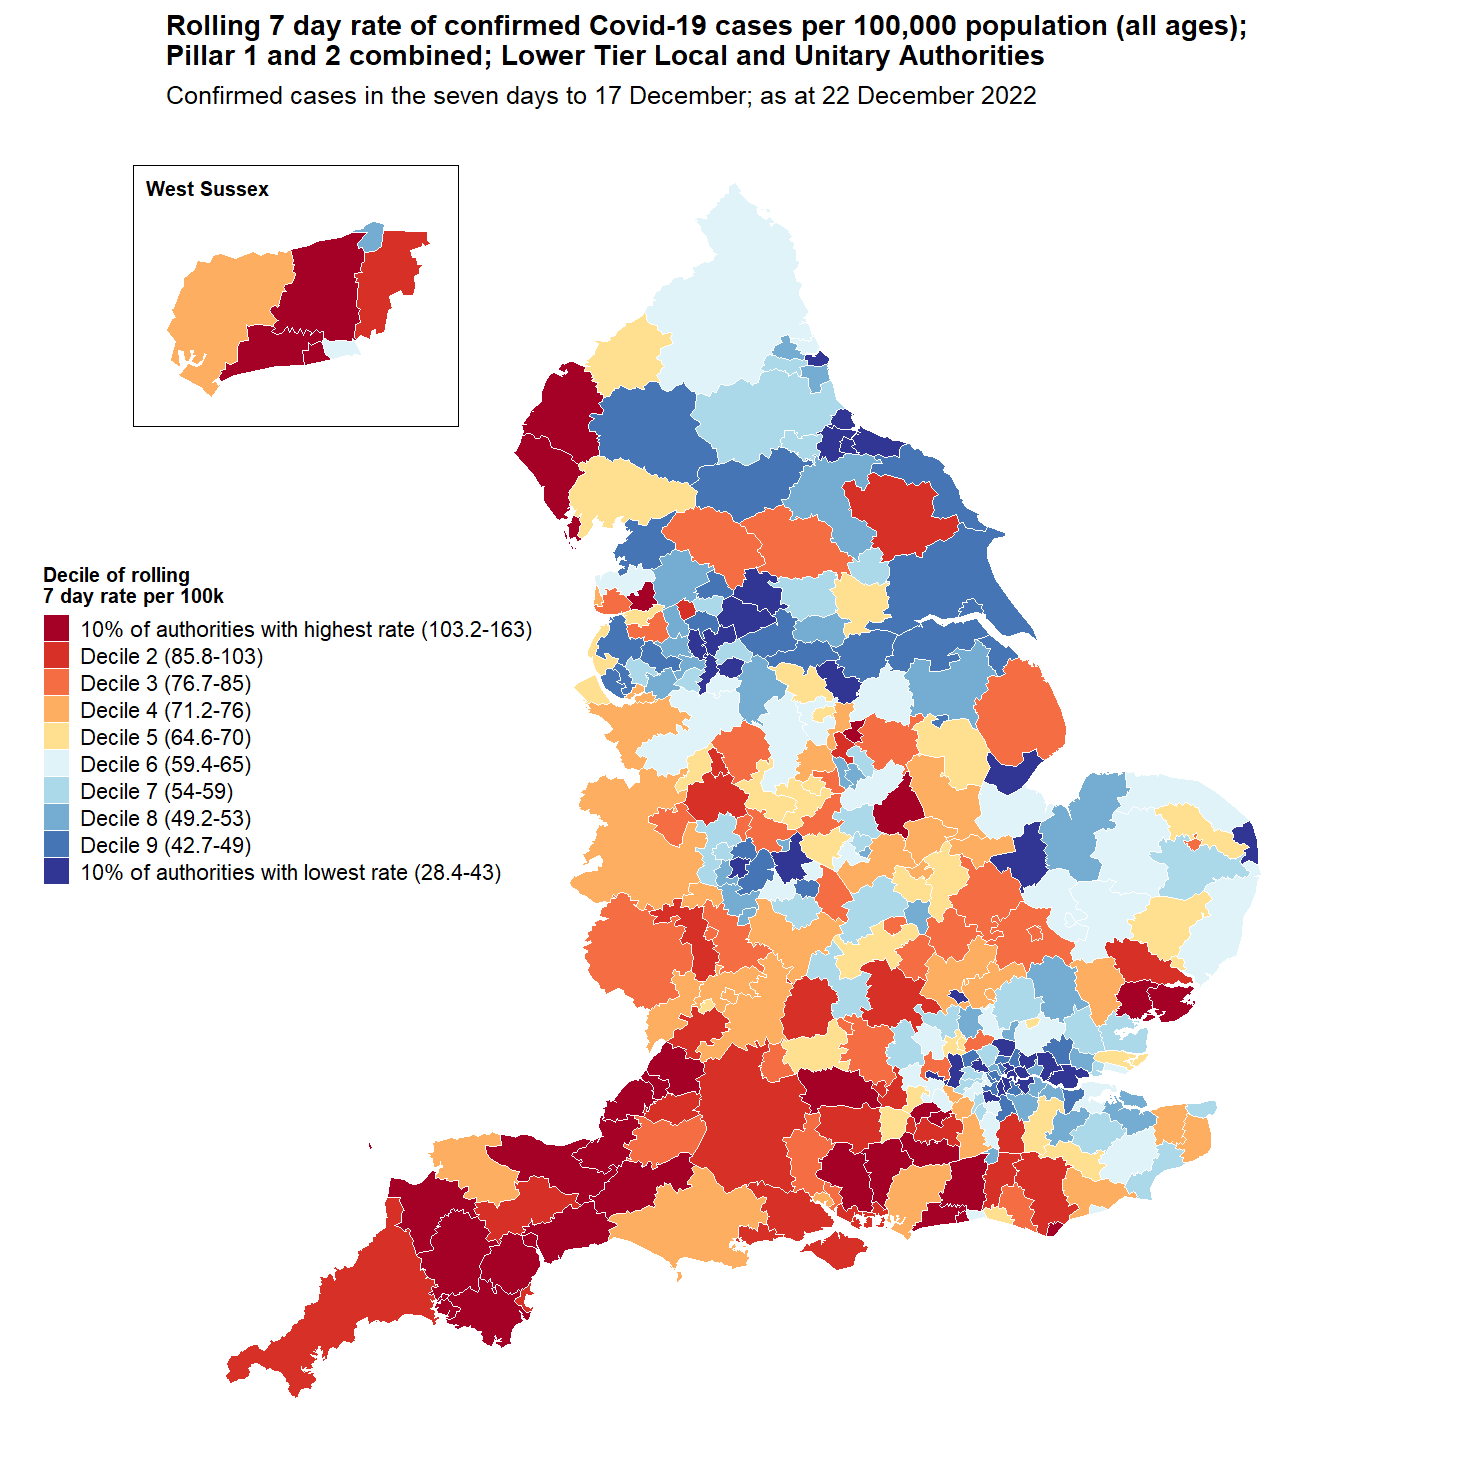 Rolling 7 day rate of confirmed Covid-19 cases per 100,000 population (all ages);
Pillar 1 and 2 combined; Lower Tier Local and Unitary Authorities
Confirmed cases in the seven days to 17 December; as at 22 December 2022
West Sussex
Decile of rolling
7 day rate per 100k
10% of authorities with highest rate (103.2-163)
Decile 2 (85.8-103)
Decile 3 (76.7-85)
Decile 4 (71.2-76)
Decile 5 (64.6-70)
Decile 6 (59.4-65)
Decile 7 (54-59)
Decile 8 (49.2-53)
Decile 9 (42.7-49)
10% of authorities with lowest rate (28.4-43)